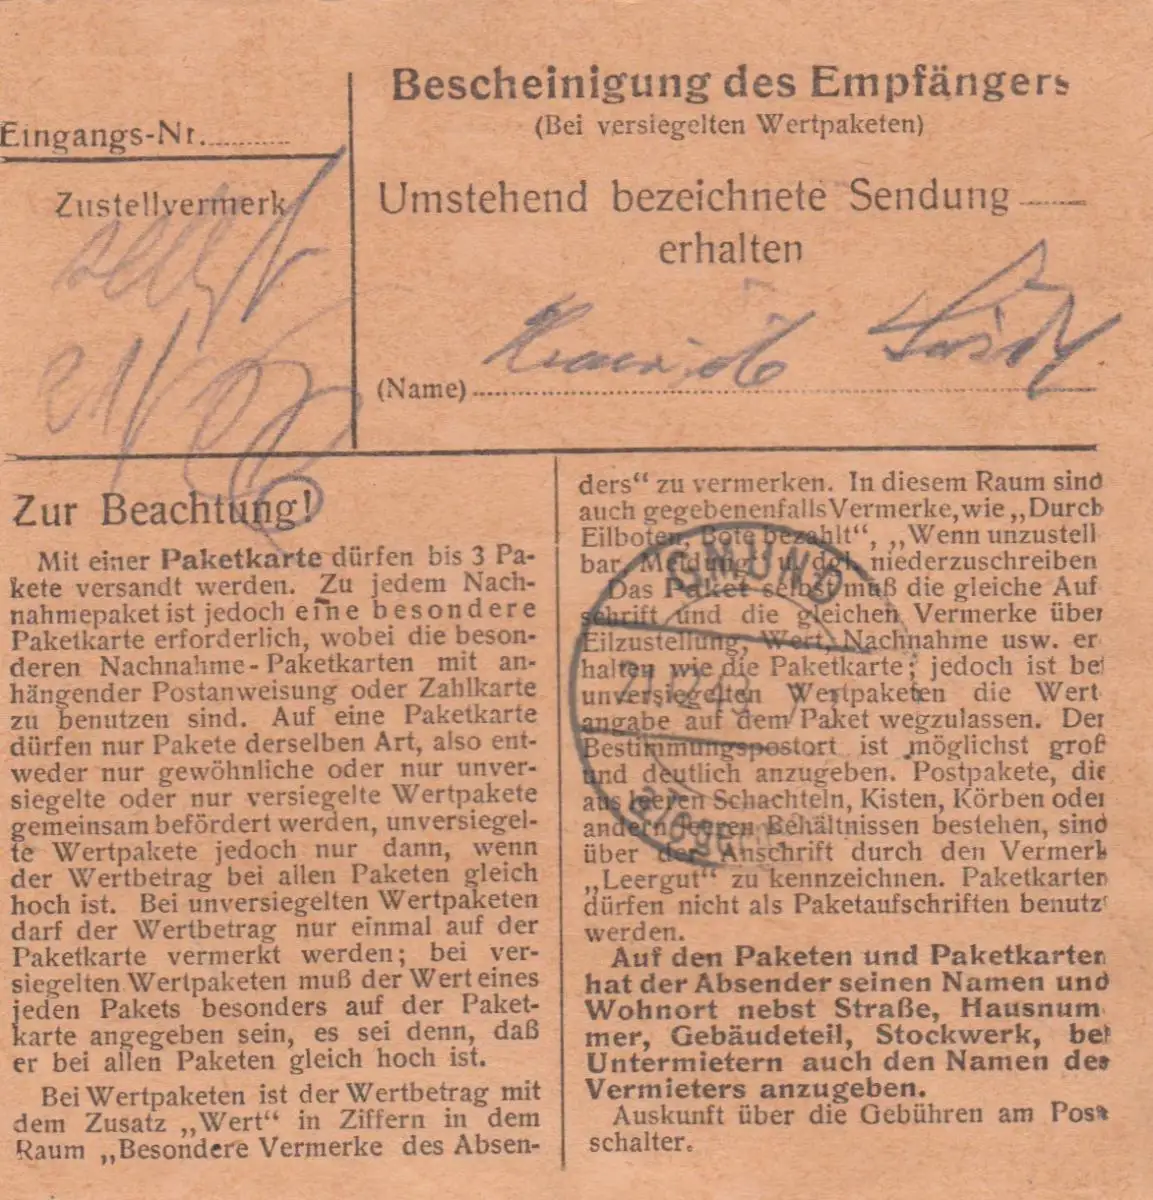 Eingangs-Nr.
Zustellvermerk
selbst
21/
Bescheinigung des Empfängers
(Bei versiegelten Wertpaketen)
Umstehend bezeichnete Sendung
erhalten
(Name)
Zur Beachtung!
Mit einer Paketkarte dürfen bis 3 Pa-
kete versandt werden. Zu jedem Nach-
nahmepaket ist jedoch eine besondere
Paketkarte erforderlich, wobei die beson-
deren Nachnahme-Paketkarten mit an-
hängender Postanweisung oder Zahlkarte
zu benutzen sind. Auf eine Paketkarte
dürfen nur Pakete derselben Art, also ent-
weder nur gewöhnliche oder nur unver-
siegelte oder nur versiegelte Wertpakete
gemeinsam befördert werden, unversiegel-
te Wertpakete jedoch nur dann, wenn
der Wertbetrag bei allen Paketen gleich
hoch ist. Bei unversiegelten Wertpaketen
darf der Wertbetrag nur einmal auf der
Paketkarte vermerkt werden; bei ver-
siegelten Wertpaketen muß der Wert eines
jeden Pakets besonders auf der Paket-
karte angegeben sein, es sei denn, daß
er bei allen Paketen gleich hoch ist.
Bei Wertpaketen ist der Wertbetrag mit
dem Zusatz „Wert“ in Ziffern in dem
Raum „Besondere Vermerke des Absen-
ders“ zu vermerken. In diesem Raum sind
auch gegebenenfalls Vermerke, wie „Durch
Eilboten, Bote bezahlt“, „Wenn unzustell
bar, Meldung“ u. dgl. niederzuschreiben
Das Paket selbst muß die gleiche Auf
schrift und die gleichen Vermerke über
Eilzustellung, Wert, Nachnahme usw. er
halten wie die Paketkarte; jedoch ist bei
unversiegelten Wertpaketen die Wert
angabe auf dem Paket wegzulassen. Der
Bestimmungspostort ist möglichst groß
und deutlich anzugeben. Postpakete, die
aus leeren Schachteln, Kisten, Körben oder
andern leeren Behältnissen bestehen, sind
über der Anschrift durch den Vermerk
„Leergut“ zu kennzeichnen. Paketkarten
dürfen nicht als Paketaufschriften benutzt
werden.
Auf den Paketen und Paketkarten
hat der Absender seinen Namen und
Wohnort nebst Straße, Hausnum
mer, Gebäudeteil, Stockwerk, bei
Untermietern auch den Namen des
Vermieters anzugeben.
Auskunft über die Gebühren am Post
schalter.
GMUND